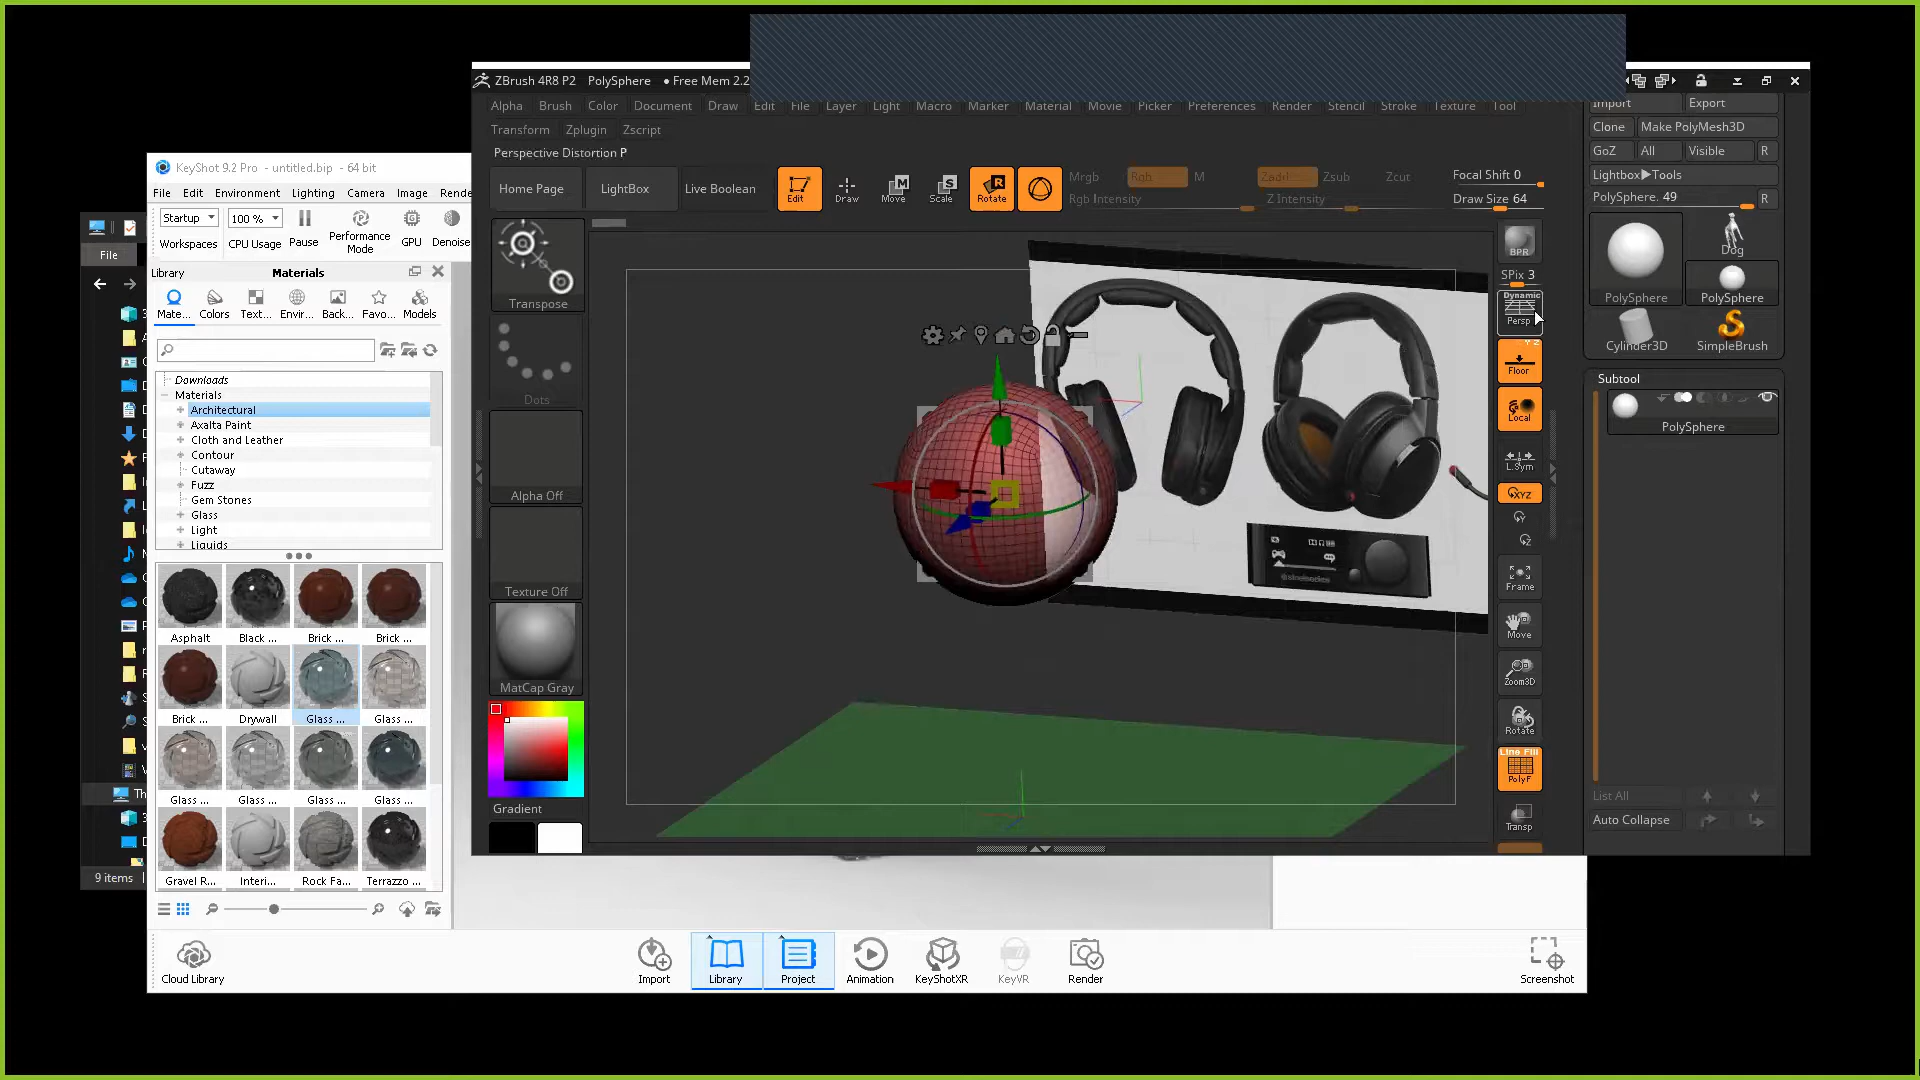 ZBrush 4R8 P2 PolySphere • Free Mem 2.2
Alpha Brush Color Document Draw Edit File Layer Light Macro Marker Material Movie Picker Preferences Render Stencil Stroke Texture Tool
Transform Zplugin Zscript
Perspective Distortion P
Home Page LightBox Live Boolean Edit Draw Move Scale Rotate Mrgb Rgb M Zadd Zsub Zcut Focal Shift 0
Rgb Intensity Z Intensity Draw Size 64
Import Export
Clone Make PolyMesh3D
GoZ All Visible R
Lightbox▶Tools
PolySphere. 49 R
Dog
PolySphere PolySphere
Cylinder3D SimpleBrush
Subtool
PolySphere
List All
Auto Collapse
Transpose
Dots
Alpha Off
Texture Off
MatCap Gray
Gradient
BPR
SPix 3
Dynamic
Persp
Floor
Local
L.Sym
XYZ
Y
Z
Frame
Move
Zoom3D
Rotate
Line Fill
PolyF
Transp
steelseries
KeyShot 9.2 Pro - untitled.bip - 64 bit
File Edit Environment Lighting Camera Image Rende
Startup 100 %
Workspaces CPU Usage Pause Performance Mode GPU Denoise
Library Materials
Mate... Colors Text... Envir... Back... Favo... Models
Downloads
Materials
Architectural
Axalta Paint
Cloth and Leather
Contour
Cutaway
Fuzz
Gem Stones
Glass
Light
Liquids
Asphalt Black ... Brick ... Brick ...
Brick ... Drywall Glass ... Glass ...
Glass ... Glass ... Glass ... Glass ...
Gravel R... Interi... Rock Fa... Terrazzo ...
Cloud Library Import Library Project Animation KeyShotXR KeyVR Render Screenshot
File
Th
9 items